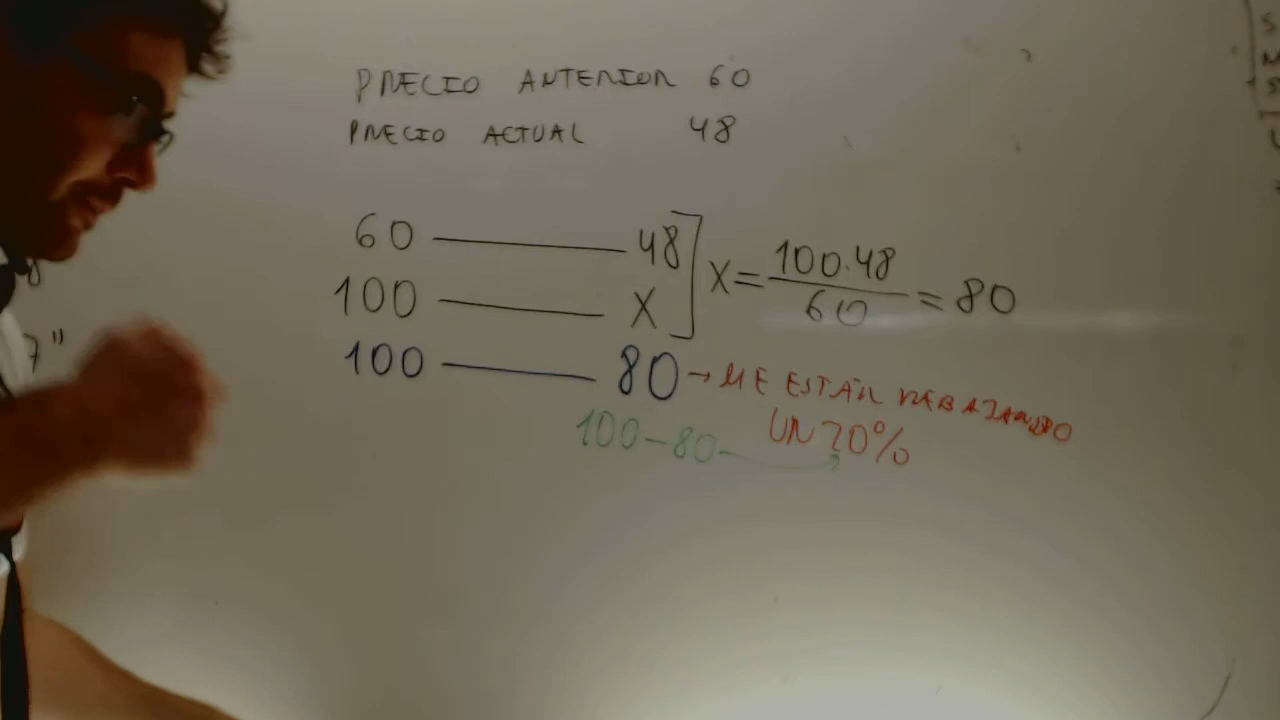 PRECIO ANTERIOR 60
PRECIO ACTUAL 48
60 — 48
100 — X
X = 100.48 / 60 = 80
100 — 80 → ME ESTÁN REBAJANDO
UN 20%
100-80
7"